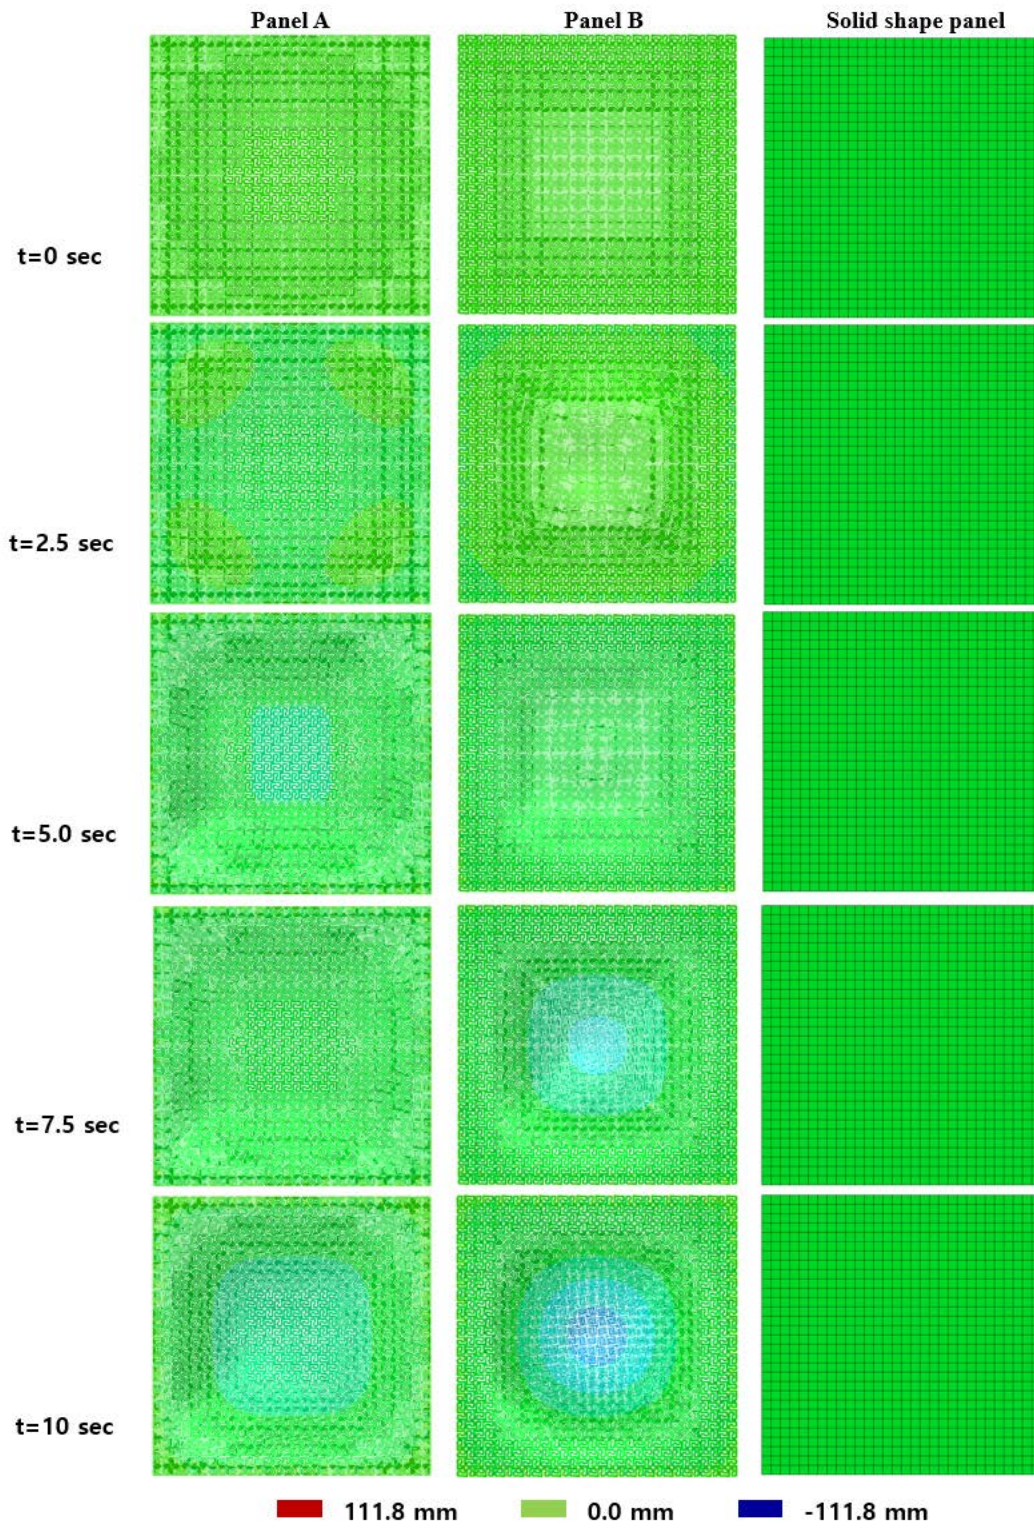 Panel A Panel B Solid shape panel
t=0 sec
t=2.5 sec
t=5.0 sec
t=7.5 sec
t=10 sec
111.8 mm 0.0 mm -111.8 mm